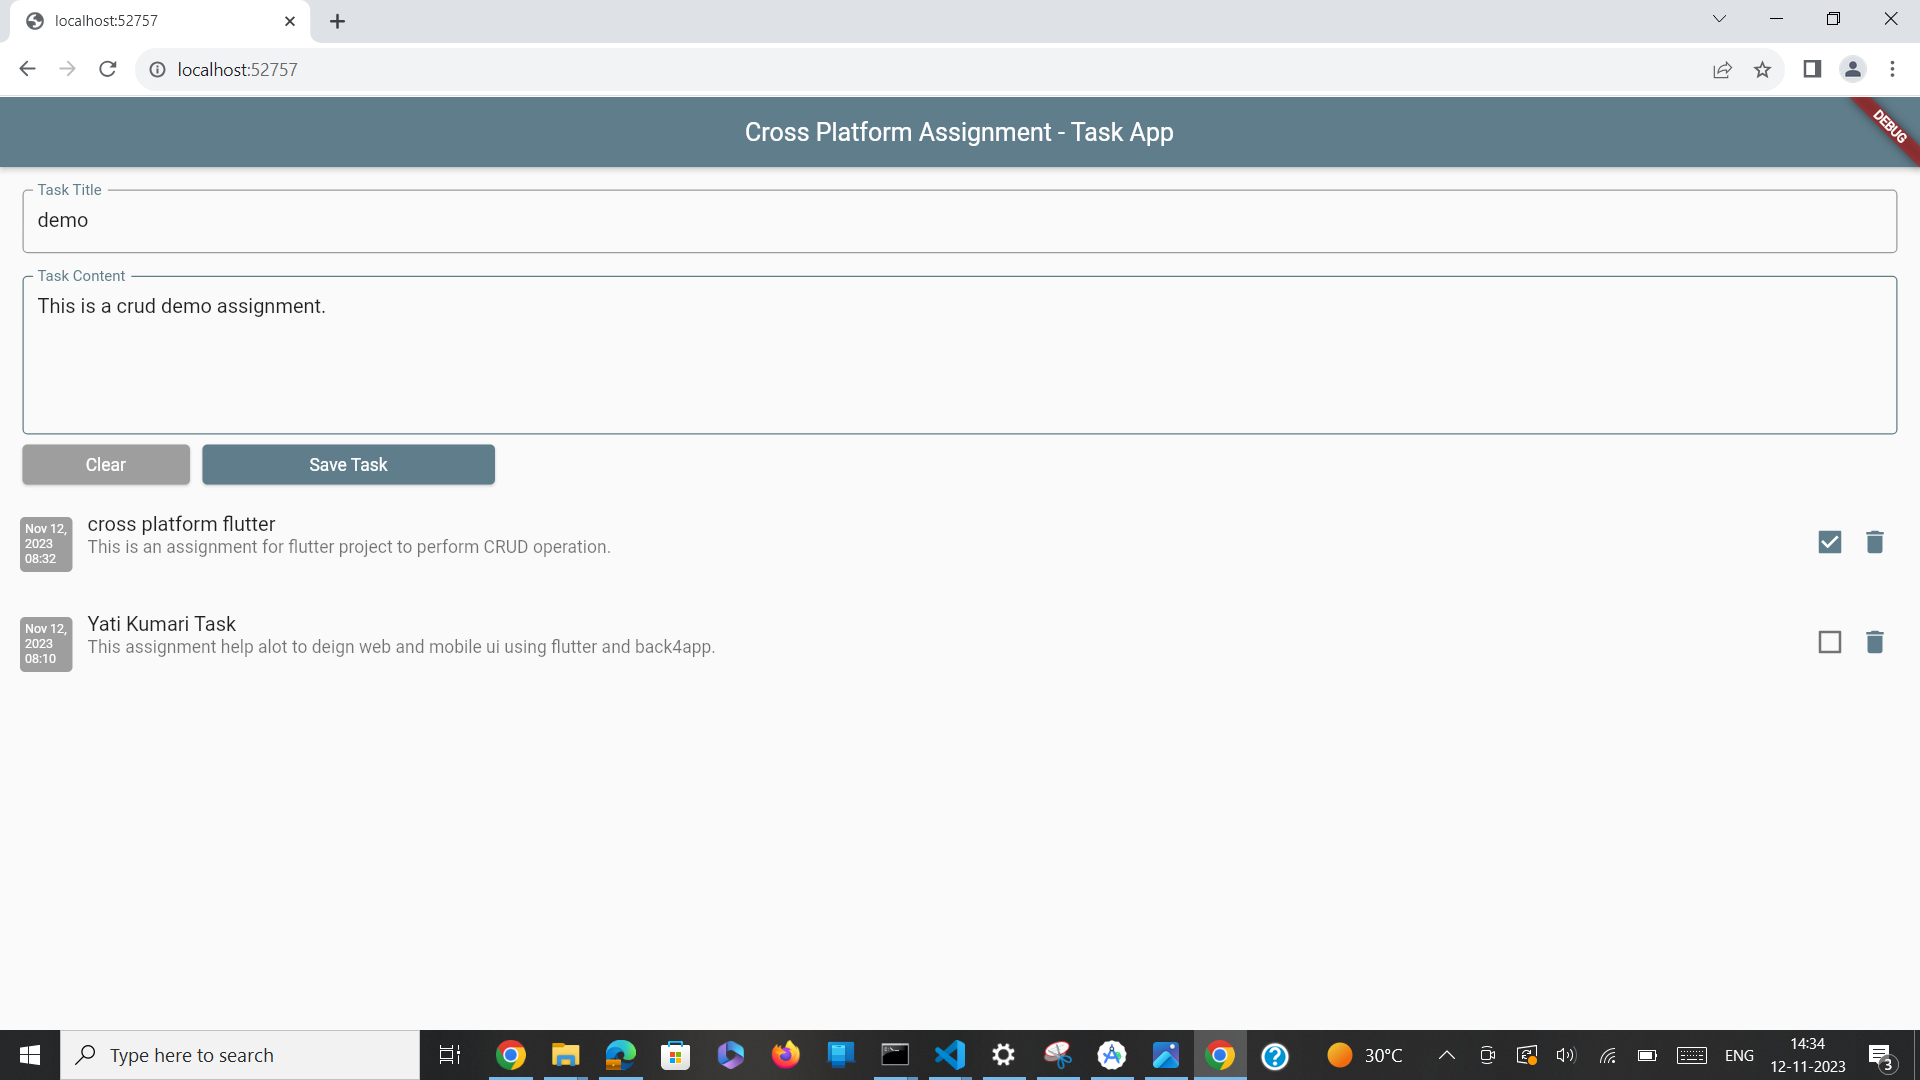 localhost:52757
localhost:52757
Cross Platform Assignment - Task App
DEBUG
Task Title
demo
Task Content
This is a crud demo assignment.
Clear
Save Task
Nov 12,
2023
08:32
cross platform flutter
This is an assignment for flutter project to perform CRUD operation.
Nov 12,
2023
08:10
Yati Kumari Task
This assignment help alot to deign web and mobile ui using flutter and back4app.
Type here to search
30°C
ENG
14:34
12-11-2023
3